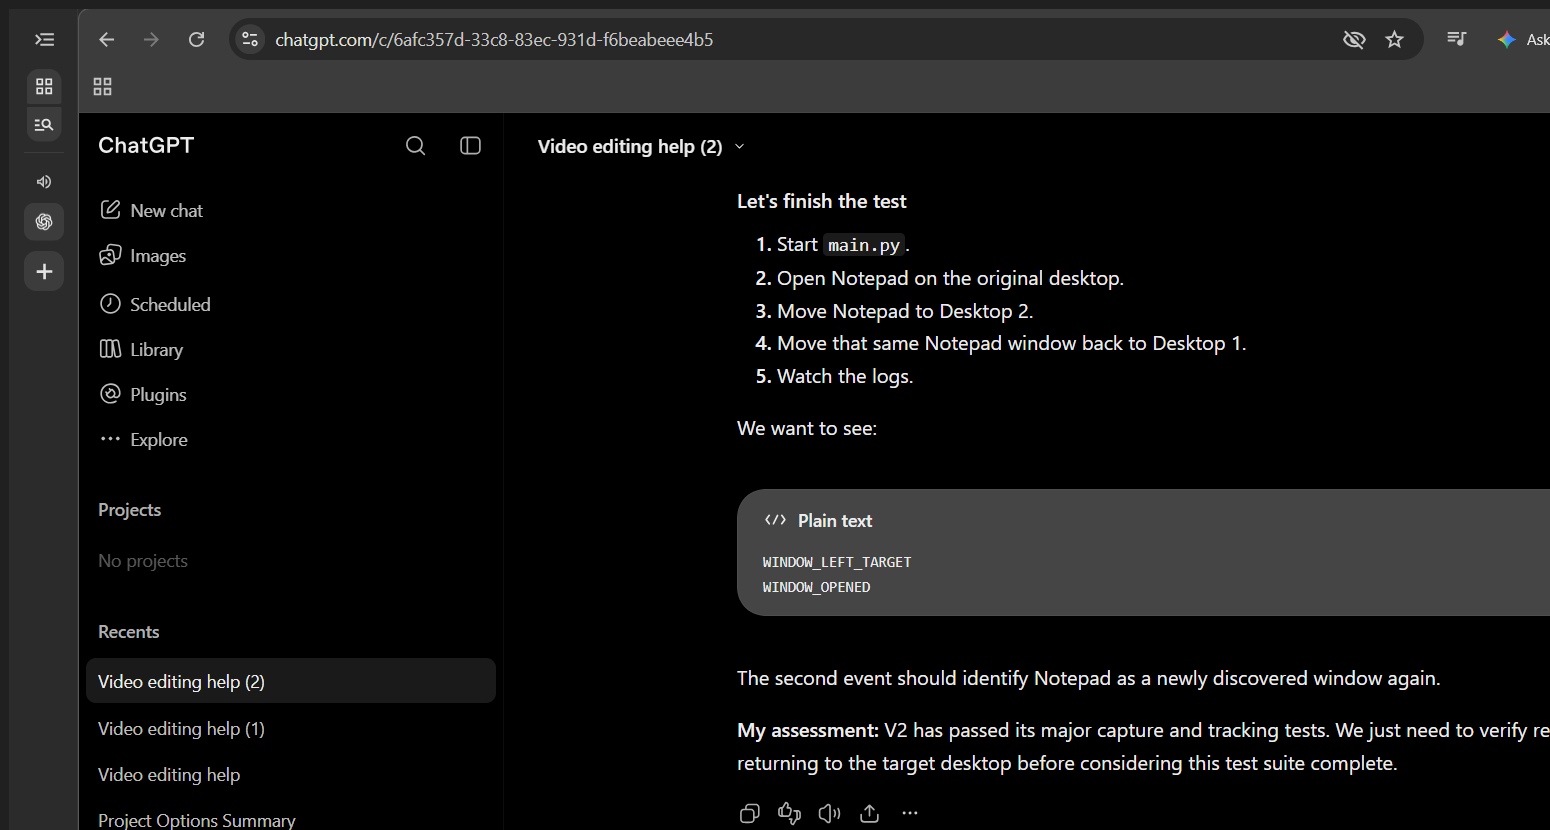 chatgpt.com/c/6afc357d-33c8-83ec-931d-f6beabeee4b5
Ask
ChatGPT
New chat
Images
Scheduled
Library
Plugins
Explore
Projects
No projects
Recents
Video editing help (2)
Video editing help (1)
Video editing help
Project Options Summary
Video editing help (2)
Let's finish the test
1. Start main.py.
2. Open Notepad on the original desktop.
3. Move Notepad to Desktop 2.
4. Move that same Notepad window back to Desktop 1.
5. Watch the logs.
We want to see:
Plain text
WINDOW_LEFT_TARGET
WINDOW_OPENED
The second event should identify Notepad as a newly discovered window again.
My assessment: V2 has passed its major capture and tracking tests. We just need to verify re
returning to the target desktop before considering this test suite complete.